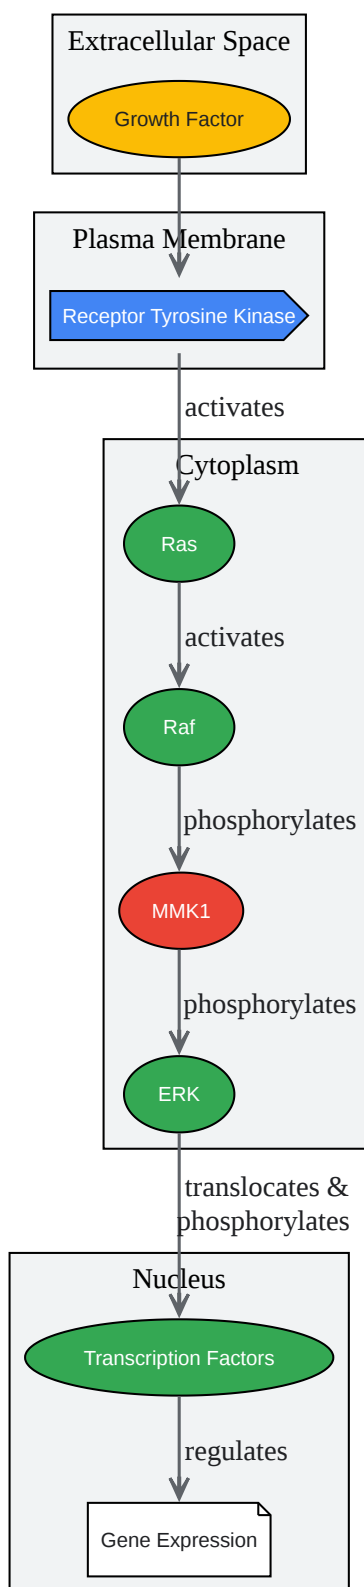 Extracellular Space
Growth Factor
Plasma Membrane
Receptor Tyrosine Kinase
activates
Cytoplasm
Ras
activates
Raf
phosphorylates
MMK1
phosphorylates
ERK
translocates &
phosphorylates
Nucleus
Transcription Factors
regulates
Gene Expression